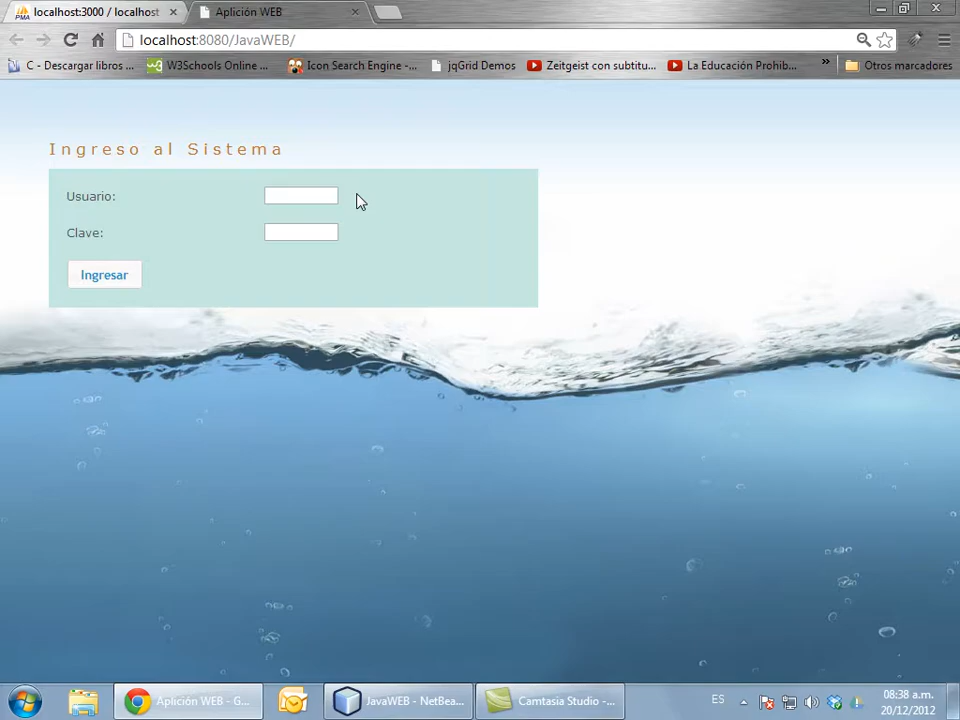 localhost:3000 / localhost
Aplición WEB
localhost:8080/JavaWEB/
C - Descargar libros ...
W3Schools Online ...
Icon Search Engine -...
jqGrid Demos
Zeitgeist con subtitu...
La Educación Prohib...
»
Otros marcadores
Ingreso al Sistema
Usuario:
Clave:
Ingresar
Aplición WEB - G...
JavaWEB - NetBea...
Camtasia Studio -...
ES
08:38 a.m.
20/12/2012